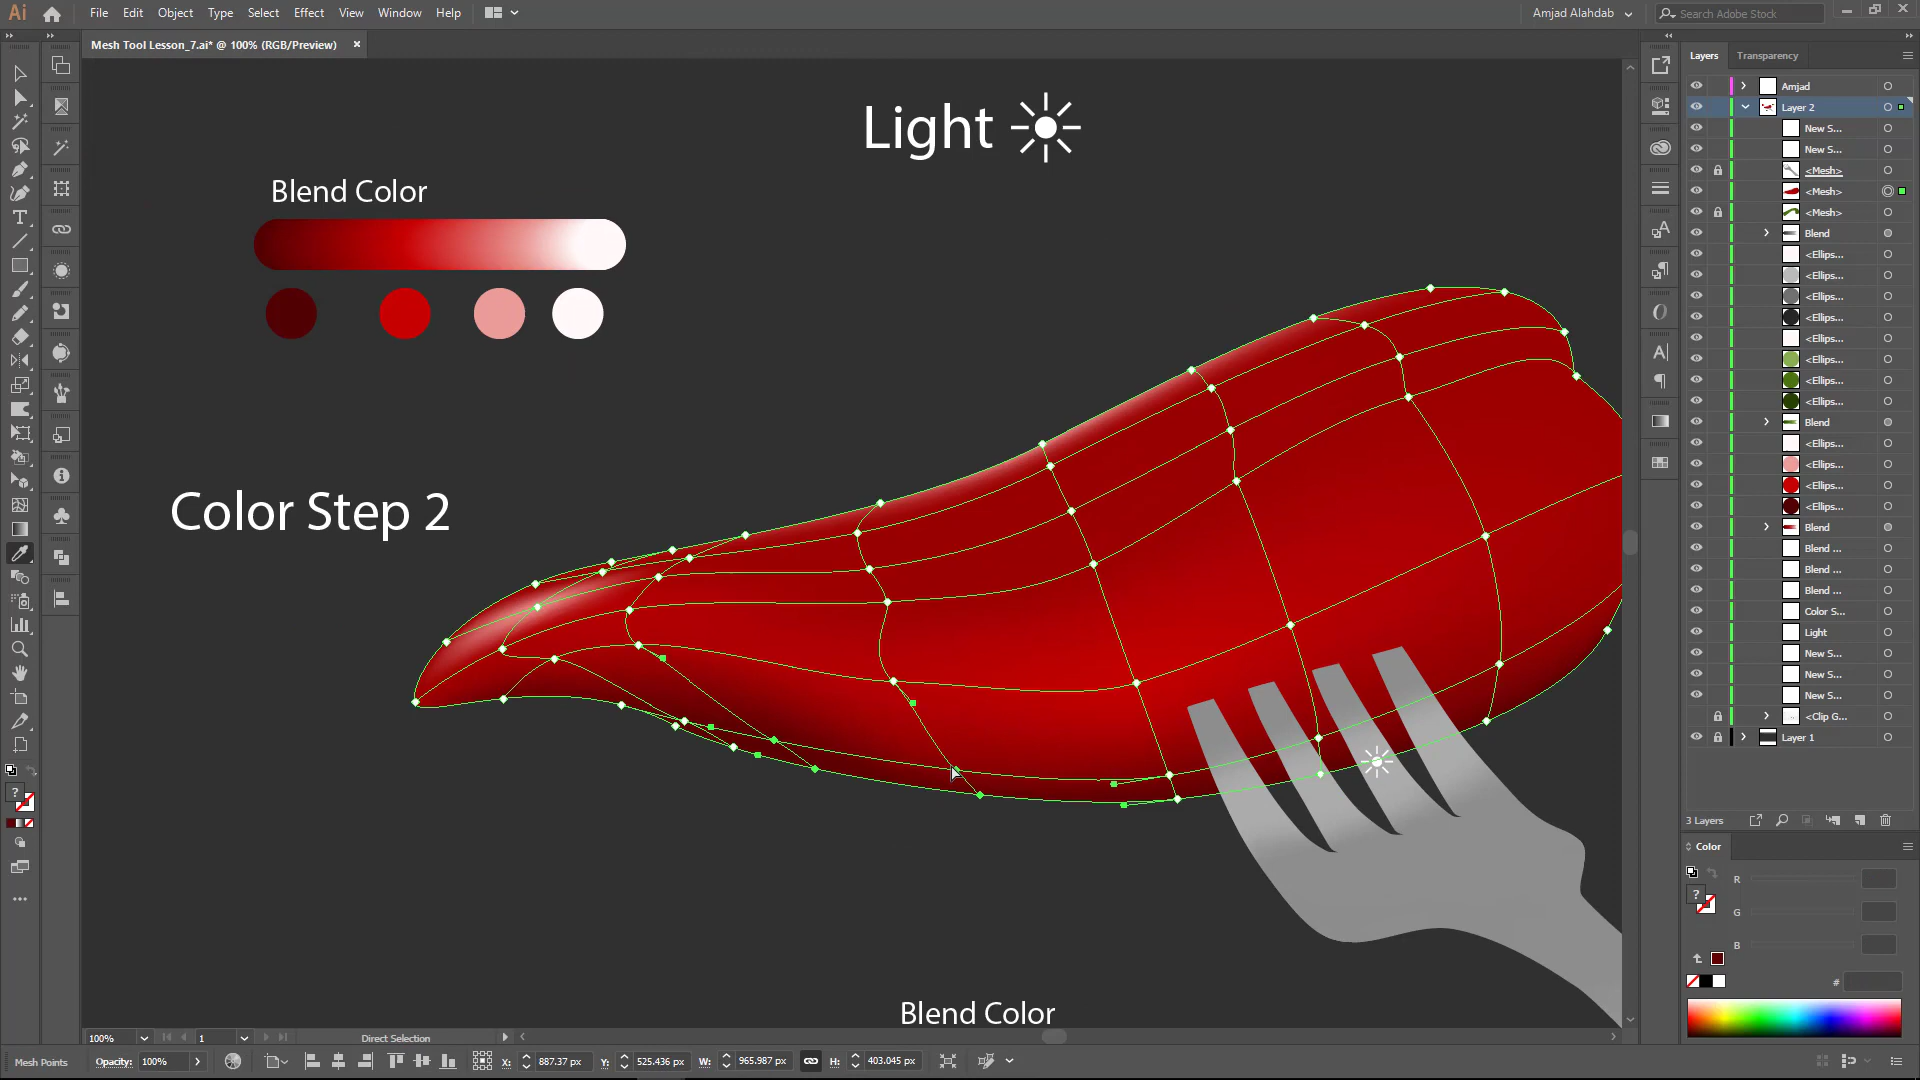 Ai File Edit Object Type Select Effect View Window Help Amjad Alahdab Search Adobe Stock
Mesh Tool Lesson_7.ai* @ 100% (RGB/Preview)
Layers Transparency
Light
Blend Color
Color Step 2
Blend Color
Amjad
Layer 2
New S...
New S...
<Mesh>
<Mesh>
<Mesh>
Blend
<Ellips...
<Ellips...
<Ellips...
<Ellips...
<Ellips...
<Ellips...
<Ellips...
<Ellips...
Blend
<Ellips...
<Ellips...
<Ellips...
<Ellips...
Blend
Blend ...
Blend ...
Blend ...
Color S...
Light
New S...
New S...
New S...
<Clip G...
Layer 1
3 Layers
Color
R
G
B
#
100% 1 Direct Selection
Mesh Points Opacity: 100% X: 887.37 px Y: 525.436 px W: 965.987 px H: 403.045 px